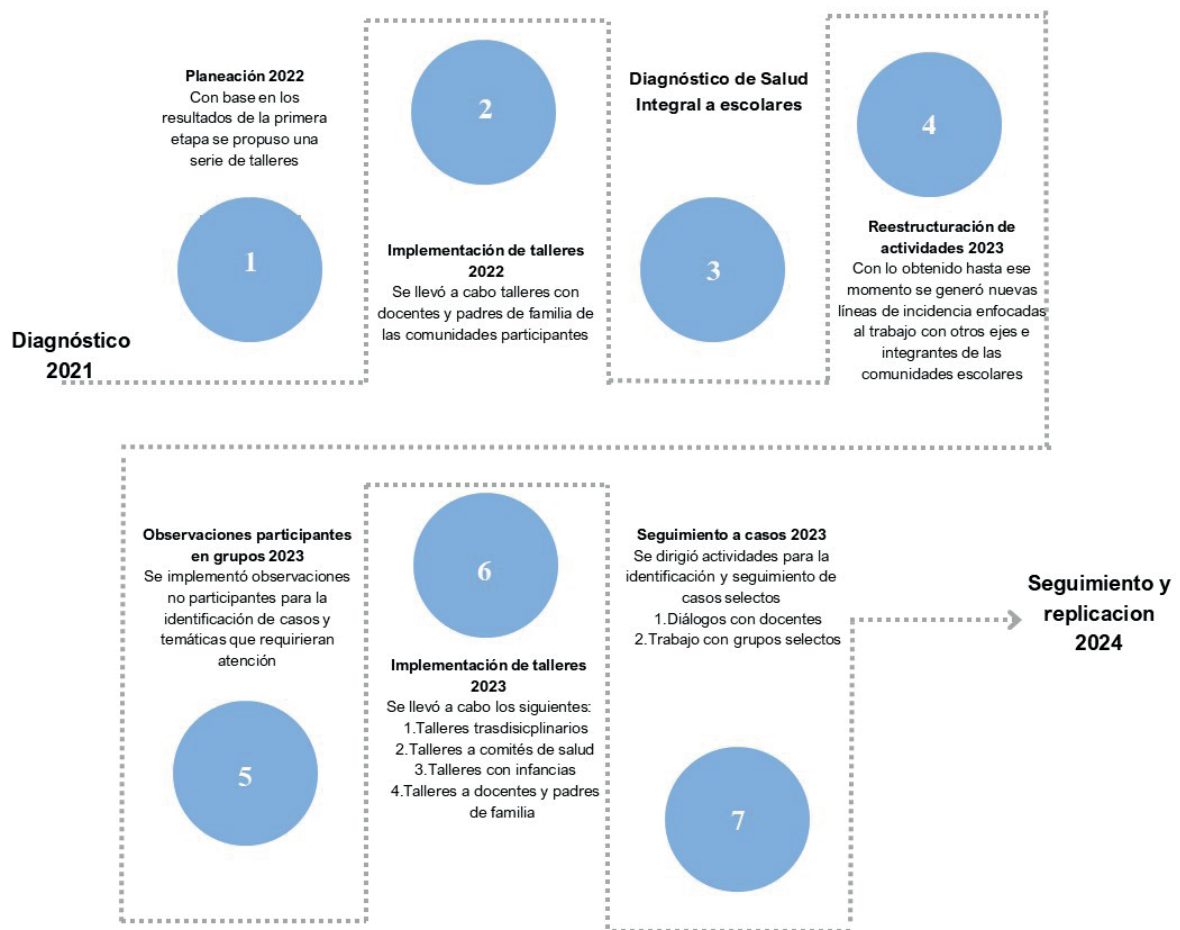 Diagnóstico
2021
Planeación 2022
Con base en los
resultados de la primera
etapa se propuso una
serie de talleres
1
2
Implementación de talleres
2022
Se llevó a cabo talleres con
docentes y padres de familia de
las comunidades participantes
Diagnóstico de Salud
Integral a escolares
3
4
Reestructuración de
actividades 2023
Con lo obtenido hasta ese
momento se generó nuevas
líneas de incidencia enfocadas
al trabajo con otros ejes e
integrantes de las
comunidades escolares
Observaciones participantes
en grupos 2023
Se implementó observaciones
no participantes para la
identificación de casos y
temáticas que requirieran
atención
5
6
Implementación de talleres
2023
Se llevó a cabo los siguientes:
1.Talleres trasdisicplinarios
2.Talleres a comités de salud
3.Talleres con infancias
4.Talleres a docentes y padres
de familia
Seguimiento a casos 2023
Se dirigió actividades para la
identificación y seguimiento de
casos selectos
1.Diálogos con docentes
2.Trabajo con grupos selectos
7
Seguimiento y
replicacion
2024